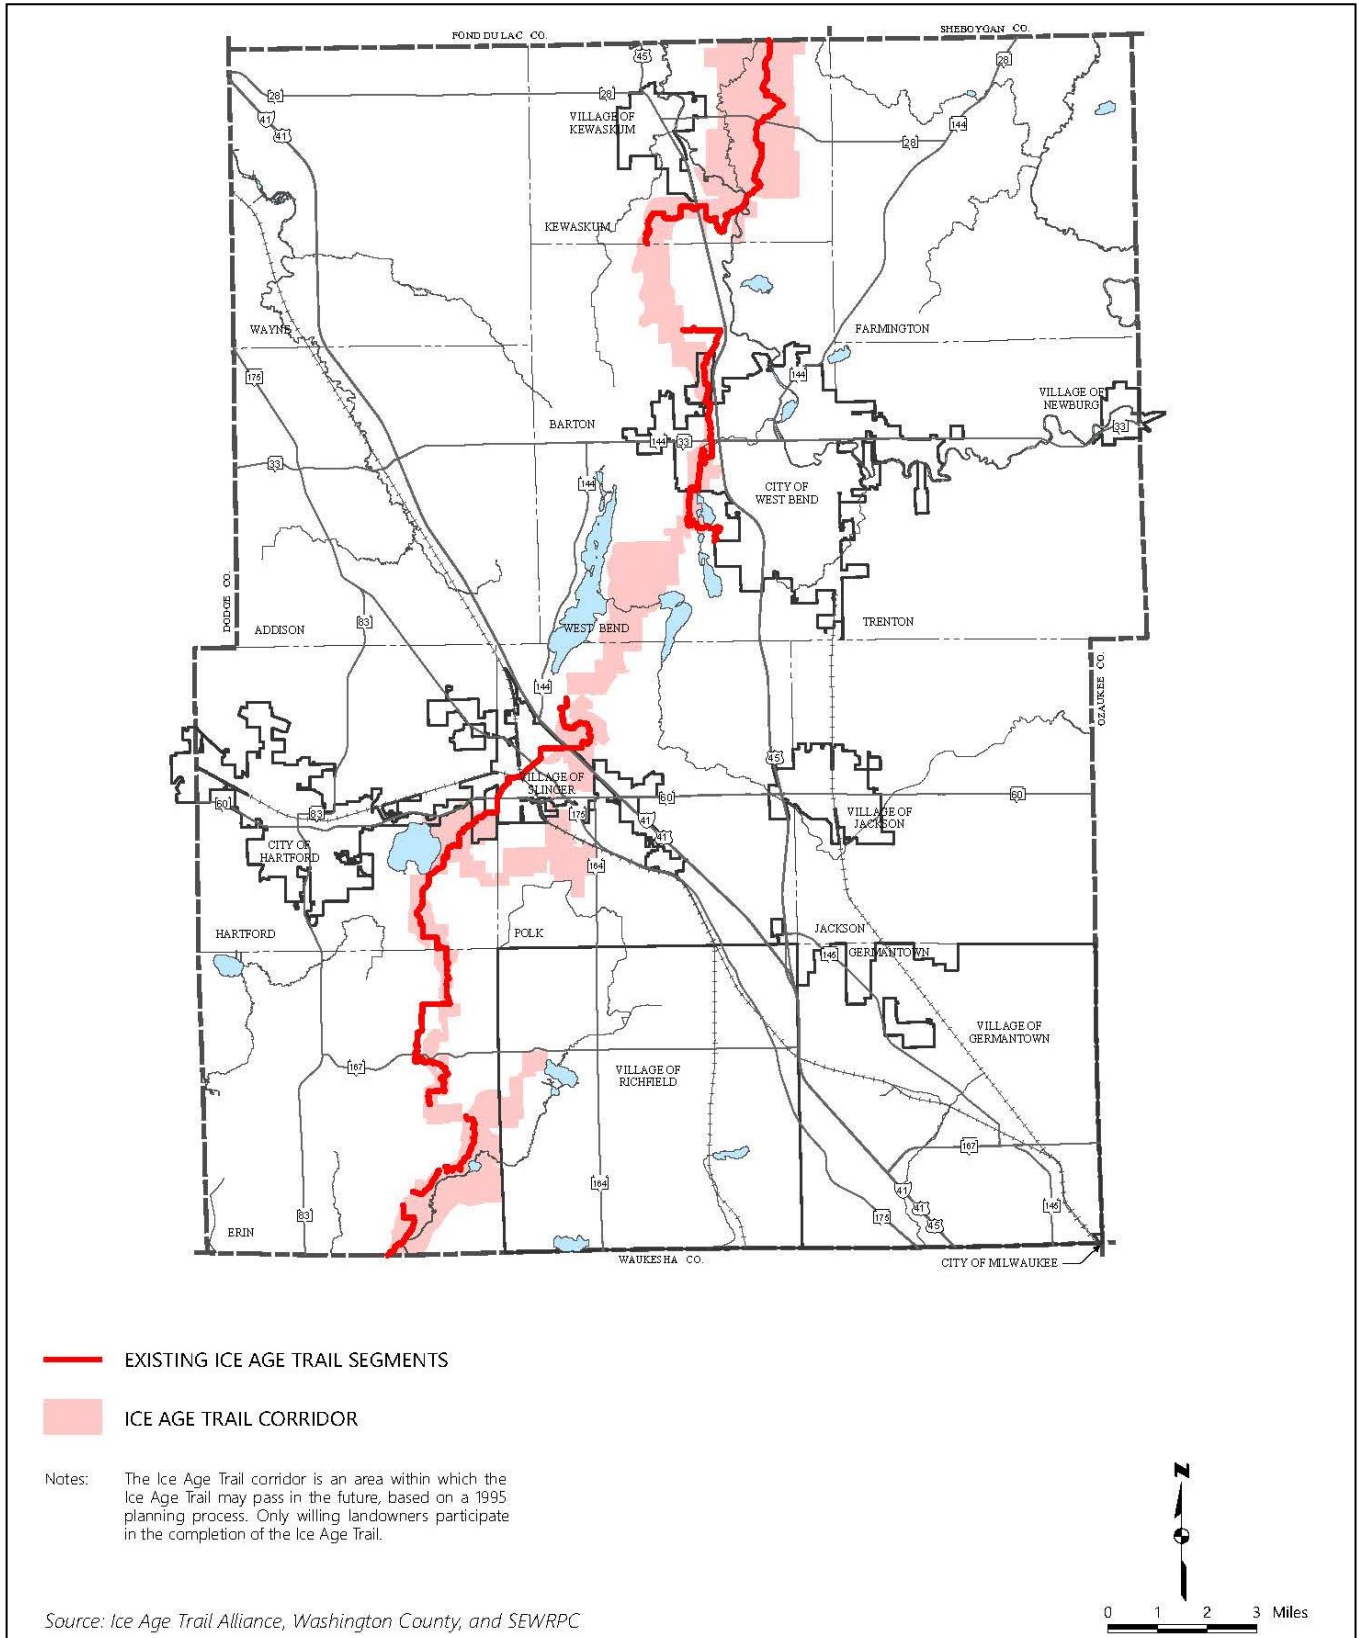 FOND DU LAC CO.
SHEBOYGAN CO.
45
28
28
28
41
41
VILLAGE OF
KEWASKUM
144
28
KEWASKUM
WAYNE
FARMINGTON
175
144
VILLAGE OF
NEWBURG
BARTON
33
144
33
33
144
CITY OF
WEST BEND
DODGE CO.
83
ADDISON
WEST BEND
TRENTON
OZAUKEE CO.
144
45
VILLAGE OF
SLINGER
60
60
60
83
175
41
41
VILLAGE OF
JACKSON
CITY OF
HARTFORD
164
HARTFORD
POLK
JACKSON
145
GERMANTOWN
VILLAGE OF
GERMANTOWN
167
VILLAGE OF
RICHFIELD
167
164
41
41
45
145
175
83
ERIN
WAUKESHA CO.
CITY OF MILWAUKEE
EXISTING ICE AGE TRAIL SEGMENTS
ICE AGE TRAIL CORRIDOR
Notes: The Ice Age Trail corridor is an area within which the
Ice Age Trail may pass in the future, based on a 1995
planning process. Only willing landowners participate
in the completion of the Ice Age Trail.
N
0 1 2 3 Miles
Source: Ice Age Trail Alliance, Washington County, and SEWRPC